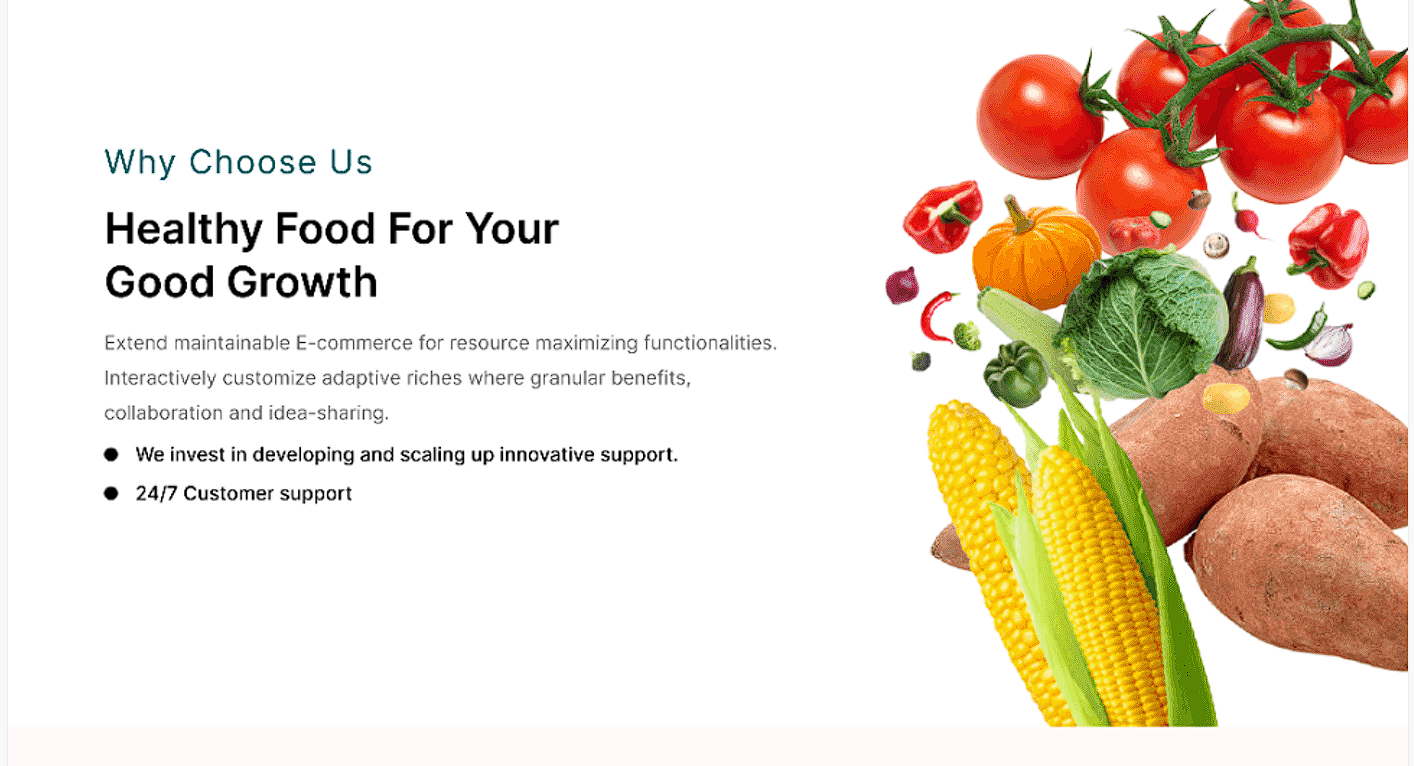 Why Choose Us
Healthy Food For Your
Good Growth
Extend maintainable E-commerce for resource maximizing functionalities.
Interactively customize adaptive riches where granular benefits,
collaboration and idea-sharing.
We invest in developing and scaling up innovative support.
24/7 Customer support